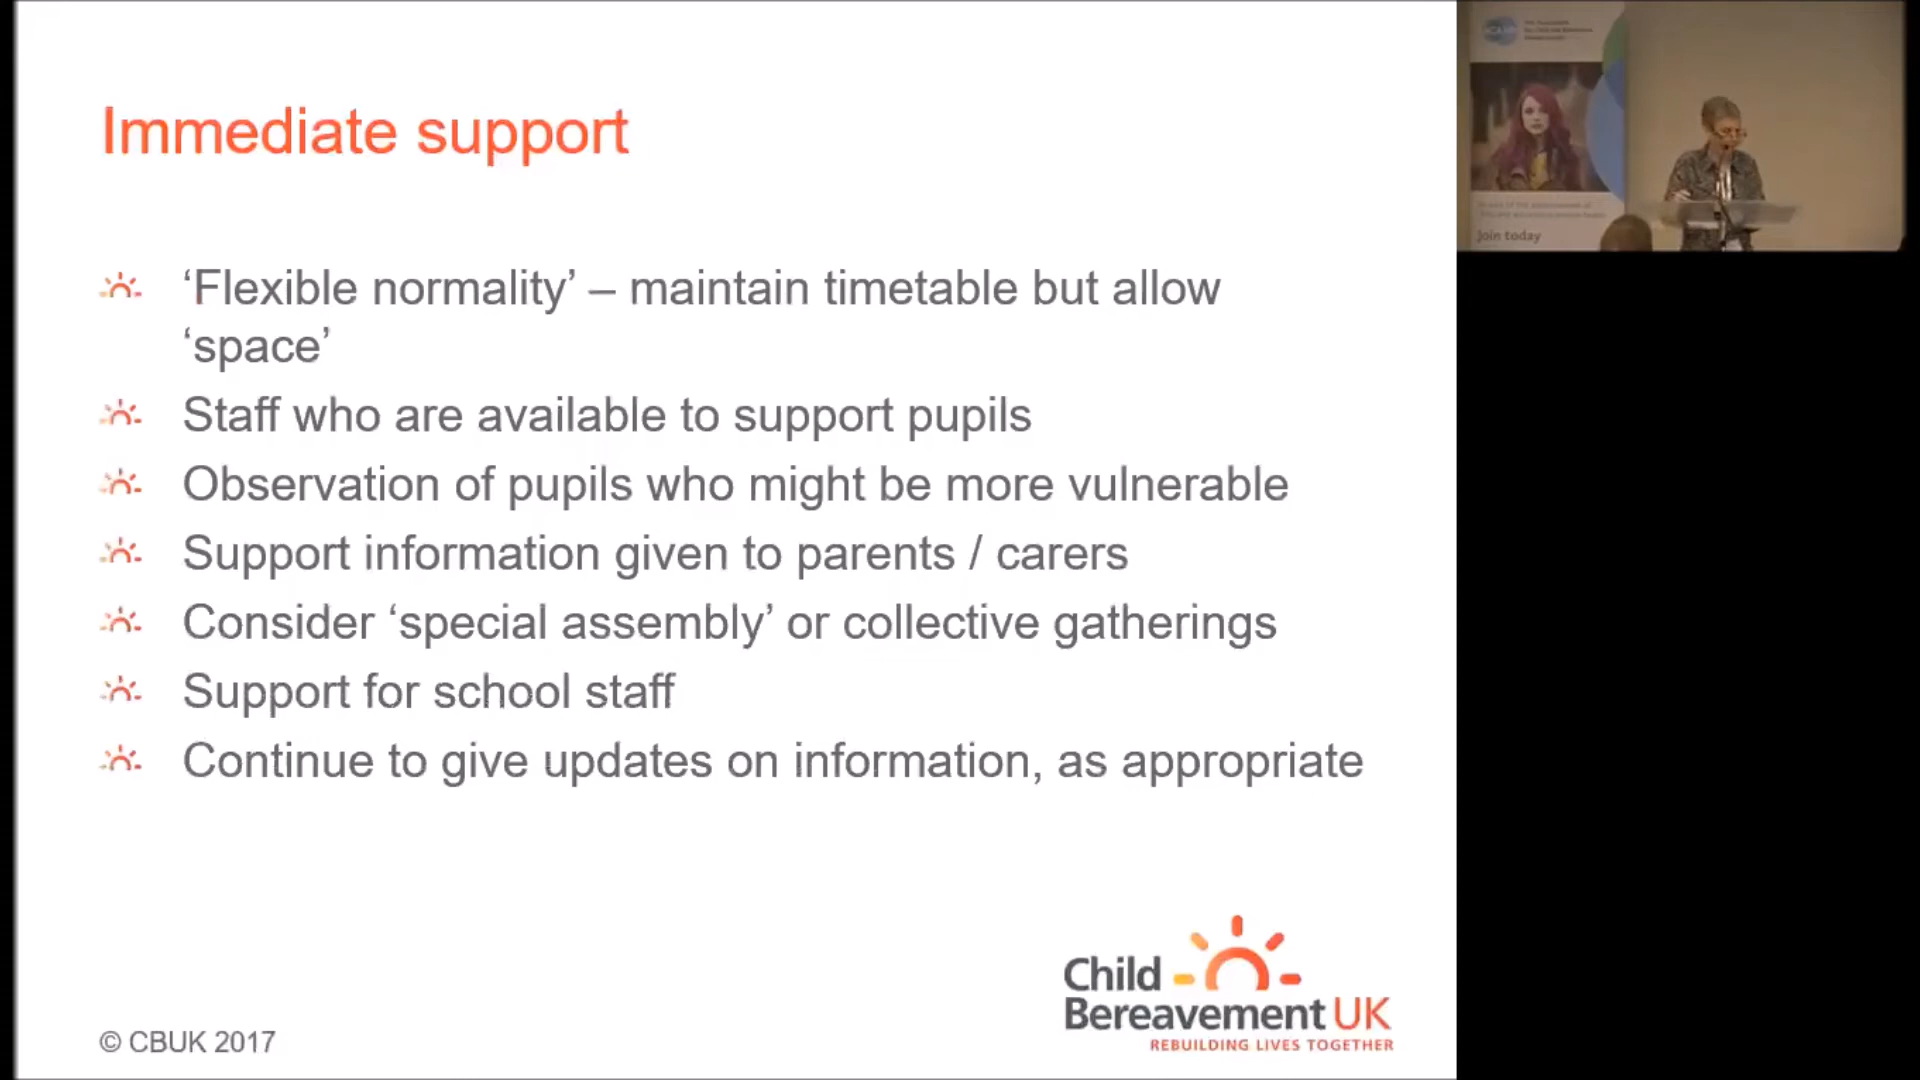 Immediate support
‘Flexible normality’ – maintain timetable but allow
‘space’
Staff who are available to support pupils
Observation of pupils who might be more vulnerable
Support information given to parents / carers
Consider ‘special assembly’ or collective gatherings
Support for school staff
Continue to give updates on information, as appropriate
Child
Bereavement UK
REBUILDING LIVES TOGETHER
© CBUK 2017
Join today